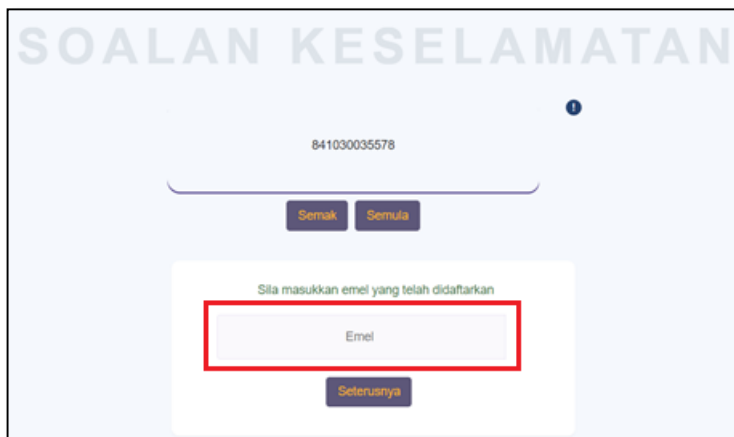 SOALAN KESELAMATAN
!
841030035578
Semak Semula
Sila masukkan emel yang telah didaftarkan
Emel
Seterusnya